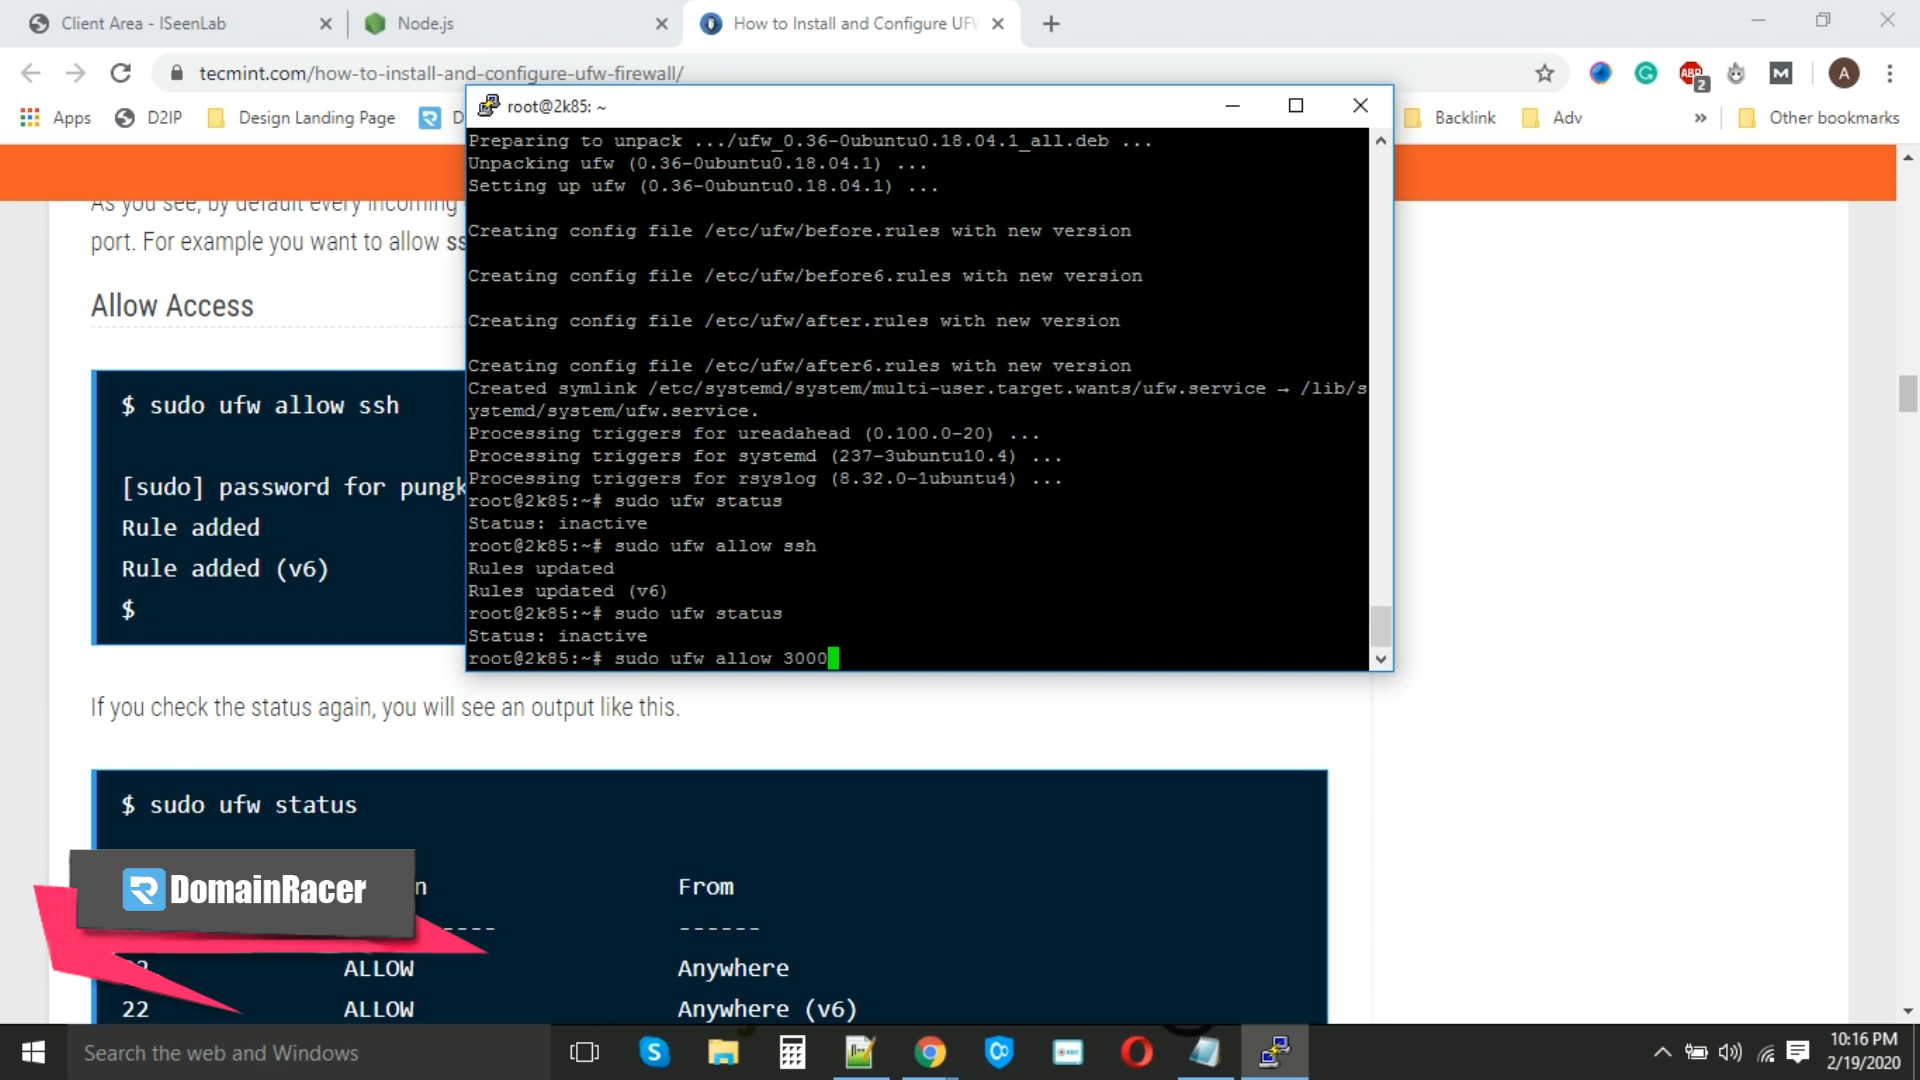 Client Area - ISeenLab
Node.js
How to Install and Configure UFW
tecmint.com/how-to-install-and-configure-ufw-firewall/
ABP
2
M
A
Apps
D2IP
Design Landing Page
D
Backlink
Adv
»
Other bookmarks
root@2k85: ~
Preparing to unpack .../ufw_0.36-0ubuntu0.18.04.1_all.deb ...
Unpacking ufw (0.36-0ubuntu0.18.04.1) ...
Setting up ufw (0.36-0ubuntu0.18.04.1) ...
Creating config file /etc/ufw/before.rules with new version
Creating config file /etc/ufw/before6.rules with new version
Creating config file /etc/ufw/after.rules with new version
Creating config file /etc/ufw/after6.rules with new version
Created symlink /etc/systemd/system/multi-user.target.wants/ufw.service → /lib/s
ystemd/system/ufw.service.
Processing triggers for ureadahead (0.100.0-20) ...
Processing triggers for systemd (237-3ubuntu10.4) ...
Processing triggers for rsyslog (8.32.0-1ubuntu4) ...
root@2k85:~# sudo ufw status
Status: inactive
root@2k85:~# sudo ufw allow ssh
Rules updated
Rules updated (v6)
root@2k85:~# sudo ufw status
Status: inactive
root@2k85:~# sudo ufw allow 3000
As you see, by default every incoming
port. For example you want to allow ss
Allow Access
$ sudo ufw allow ssh
[sudo] password for pungk
Rule added
Rule added (v6)
$
If you check the status again, you will see an output like this.
$ sudo ufw status
n From
---- ------
22 ALLOW Anywhere
22 ALLOW Anywhere (v6)
DomainRacer
Search the web and Windows
10:16 PM
2/19/2020